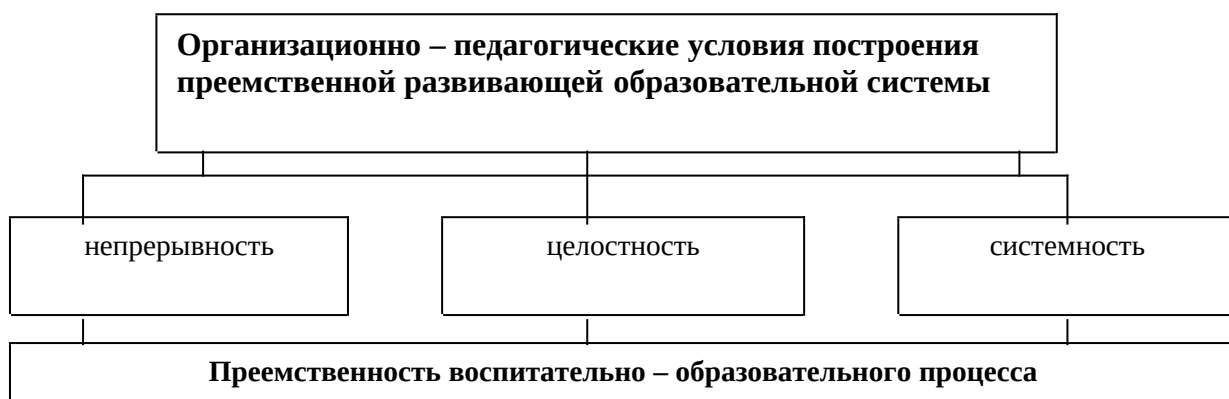 Организационно – педагогические условия построения
преемственной развивающей образовательной системы
непрерывность
целостность
системность
Преемственность воспитательно – образовательного процесса